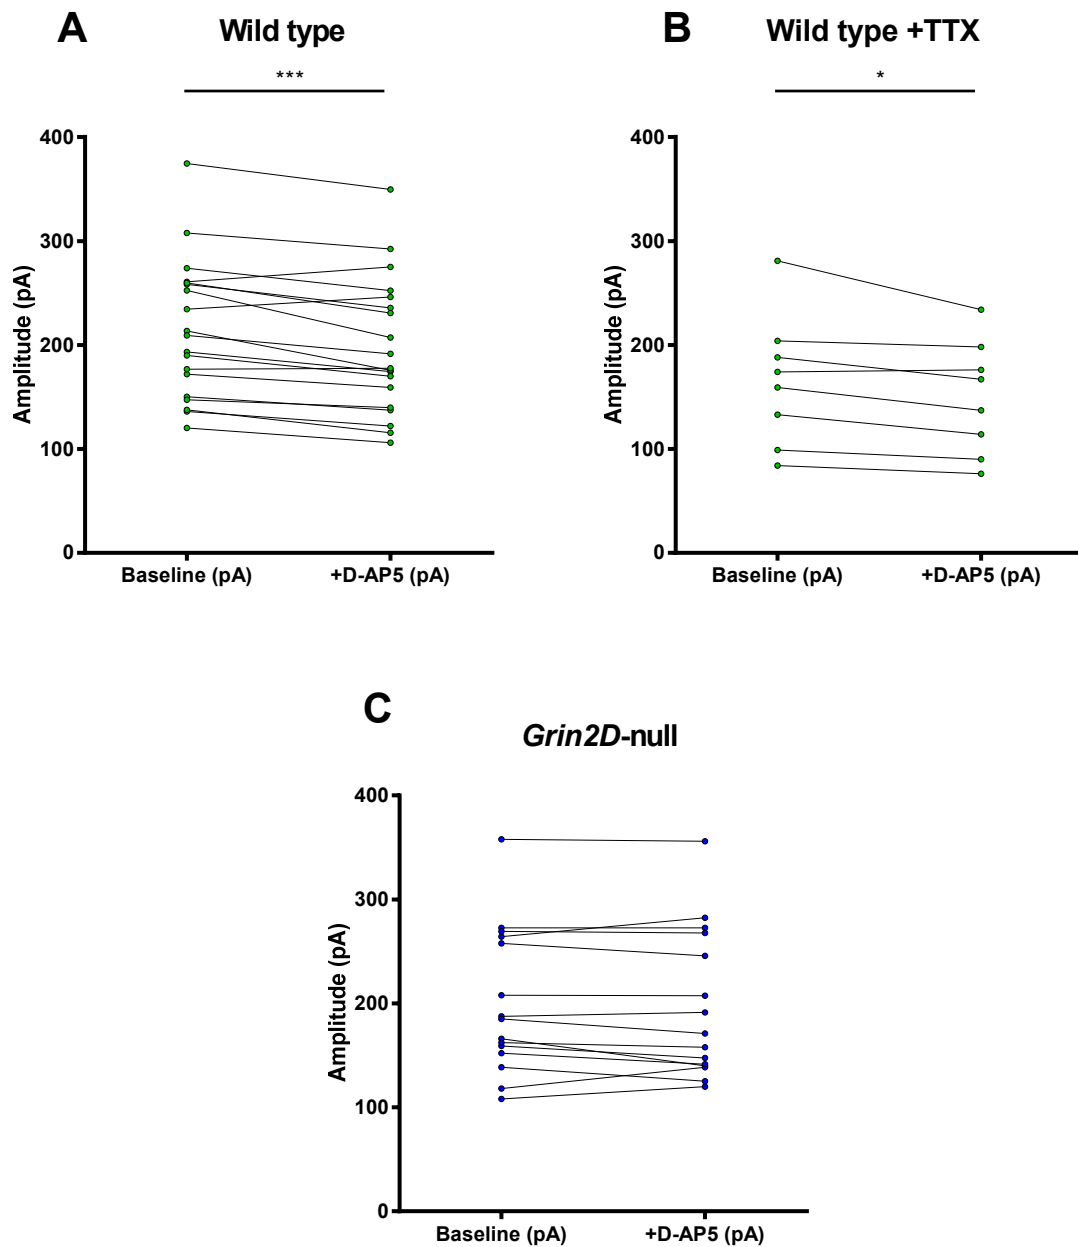 A
Wild type
***
400
300
200
100
0
Amplitude (pA)
Baseline (pA)
+D-AP5 (pA)
B
Wild type +TTX
*
400
300
200
100
0
Amplitude (pA)
Baseline (pA)
+D-AP5 (pA)
C
Grin2D-null
400
300
200
100
0
Amplitude (pA)
Baseline (pA)
+D-AP5 (pA)